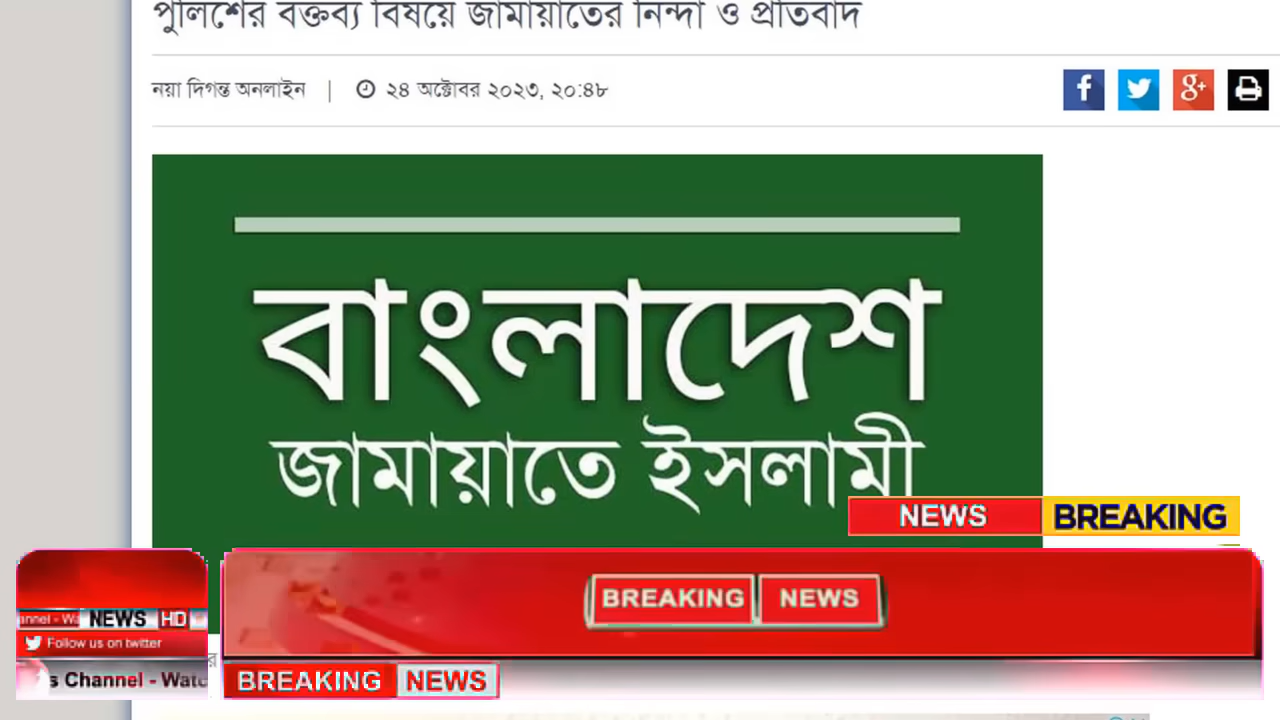 পুলিশের বক্তব্য বিষয়ে জামায়াতের নিন্দা ও প্রতিবাদ
নয়া দিগন্ত অনলাইন | ২৪ অক্টোবর ২০২৩, ২০:৪৮
বাংলাদেশ
জামায়াতে ইসলামী
NEWS BREAKING
BREAKING NEWS
NEWS HD
Follow us on twitter
s Channel - Watc
BREAKING NEWS